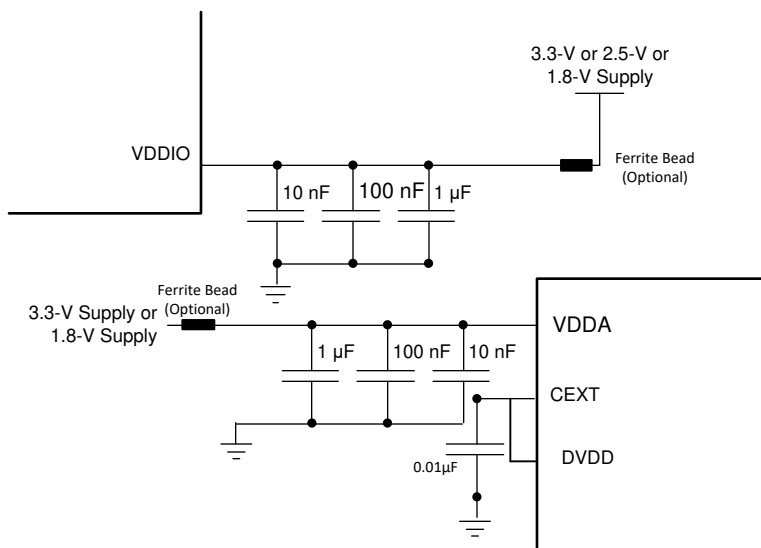 3.3-V or 2.5-V or
1.8-V Supply
VDDIO
Ferrite Bead
(Optional)
10 nF
100 nF
1 µF
Ferrite Bead
(Optional)
3.3-V Supply or
1.8-V Supply
VDDA
1 µF
100 nF
10 nF
CEXT
0.01µF
DVDD